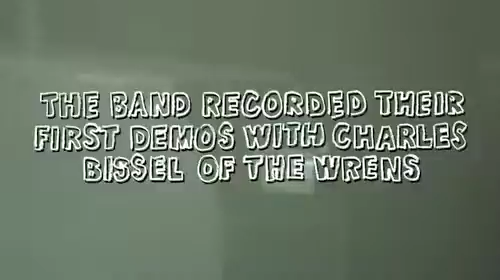 THE BAND RECORDED THEIR
FIRST DEMOS WITH CHARLES
BISSEL OF THE WRENS